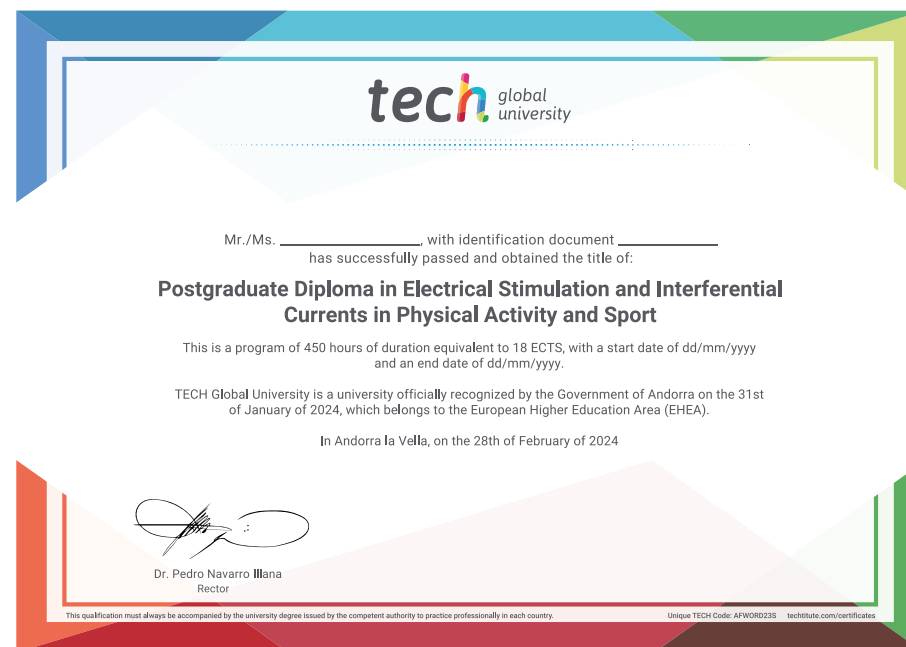 tech global university
Mr./Ms. ____________________, with identification document ______________
has successfully passed and obtained the title of:
Postgraduate Diploma in Electrical Stimulation and Interferential
Currents in Physical Activity and Sport
This is a program of 450 hours of duration equivalent to 18 ECTS, with a start date of dd/mm/yyyy
and an end date of dd/mm/yyyy.
TECH Global University is a university officially recognized by the Government of Andorra on the 31st
of January of 2024, which belongs to the European Higher Education Area (EHEA).
In Andorra la Vella, on the 28th of February of 2024
Dr. Pedro Navarro Illana
Rector
This qualification must always be accompanied by the university degree issued by the competent authority to practice professionally in each country.
Unique TECH Code: AFWORD23S techtitute.com/certificates